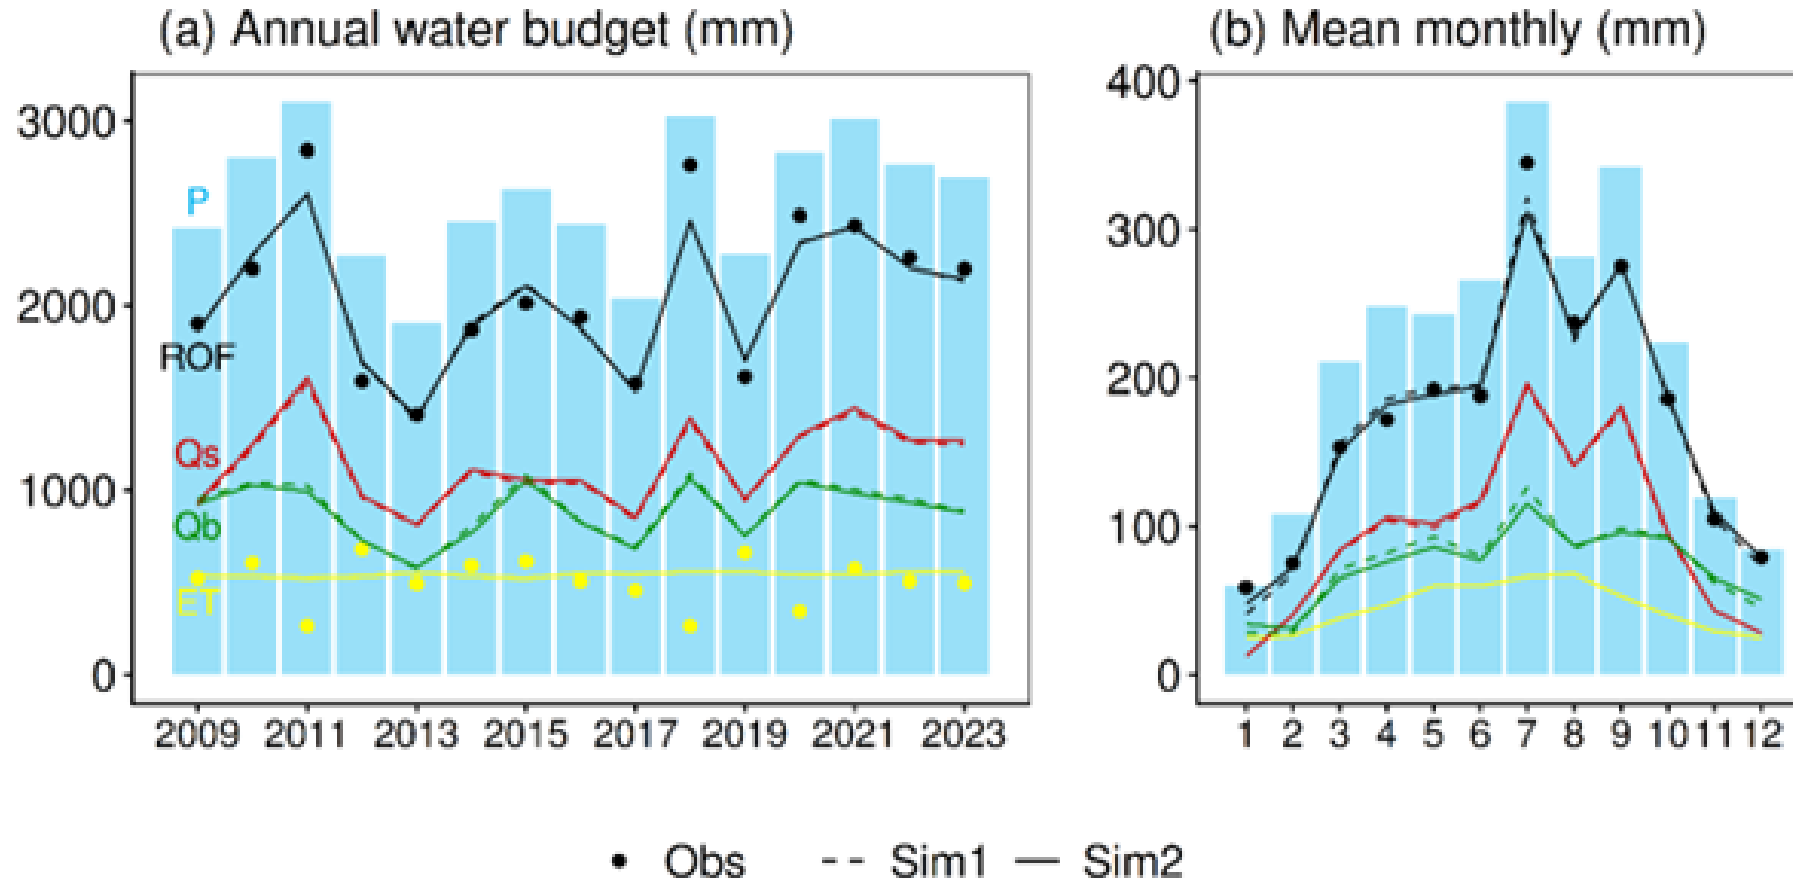 (a) Annual water budget (mm)
3000
2000
1000
0
P
ROF
Qs
Qb
ET
2009 2011 2013 2015 2017 2019 2021 2023
(b) Mean monthly (mm)
400
300
200
100
0
1 2 3 4 5 6 7 8 9 10 11 12
Obs Sim1 Sim2